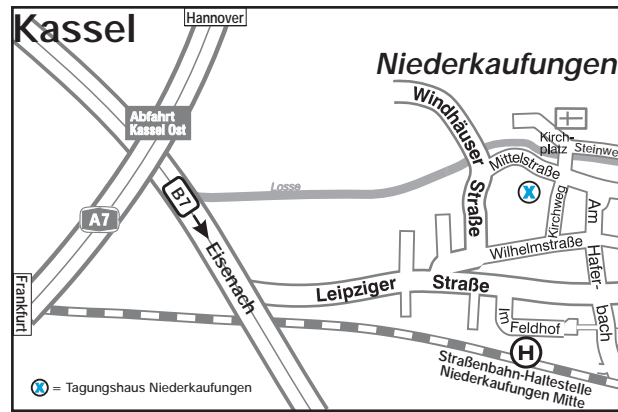 Kassel
Hannover
Niederkaufungen
Abfahrt
Kassel Ost
Windhäuser
Straße
Kirch-
platz
Steinwe
Mittelstraße
Losse
B7
A7
Kirchweg
Am
Hafer-
bach
Eisenach
Wilhelmstraße
Leipziger Straße
Frankfurt
Im
Feldhof
H
Straßenbahn-Haltestelle
Niederkaufungen Mitte
X
X = Tagungshaus Niederkaufungen